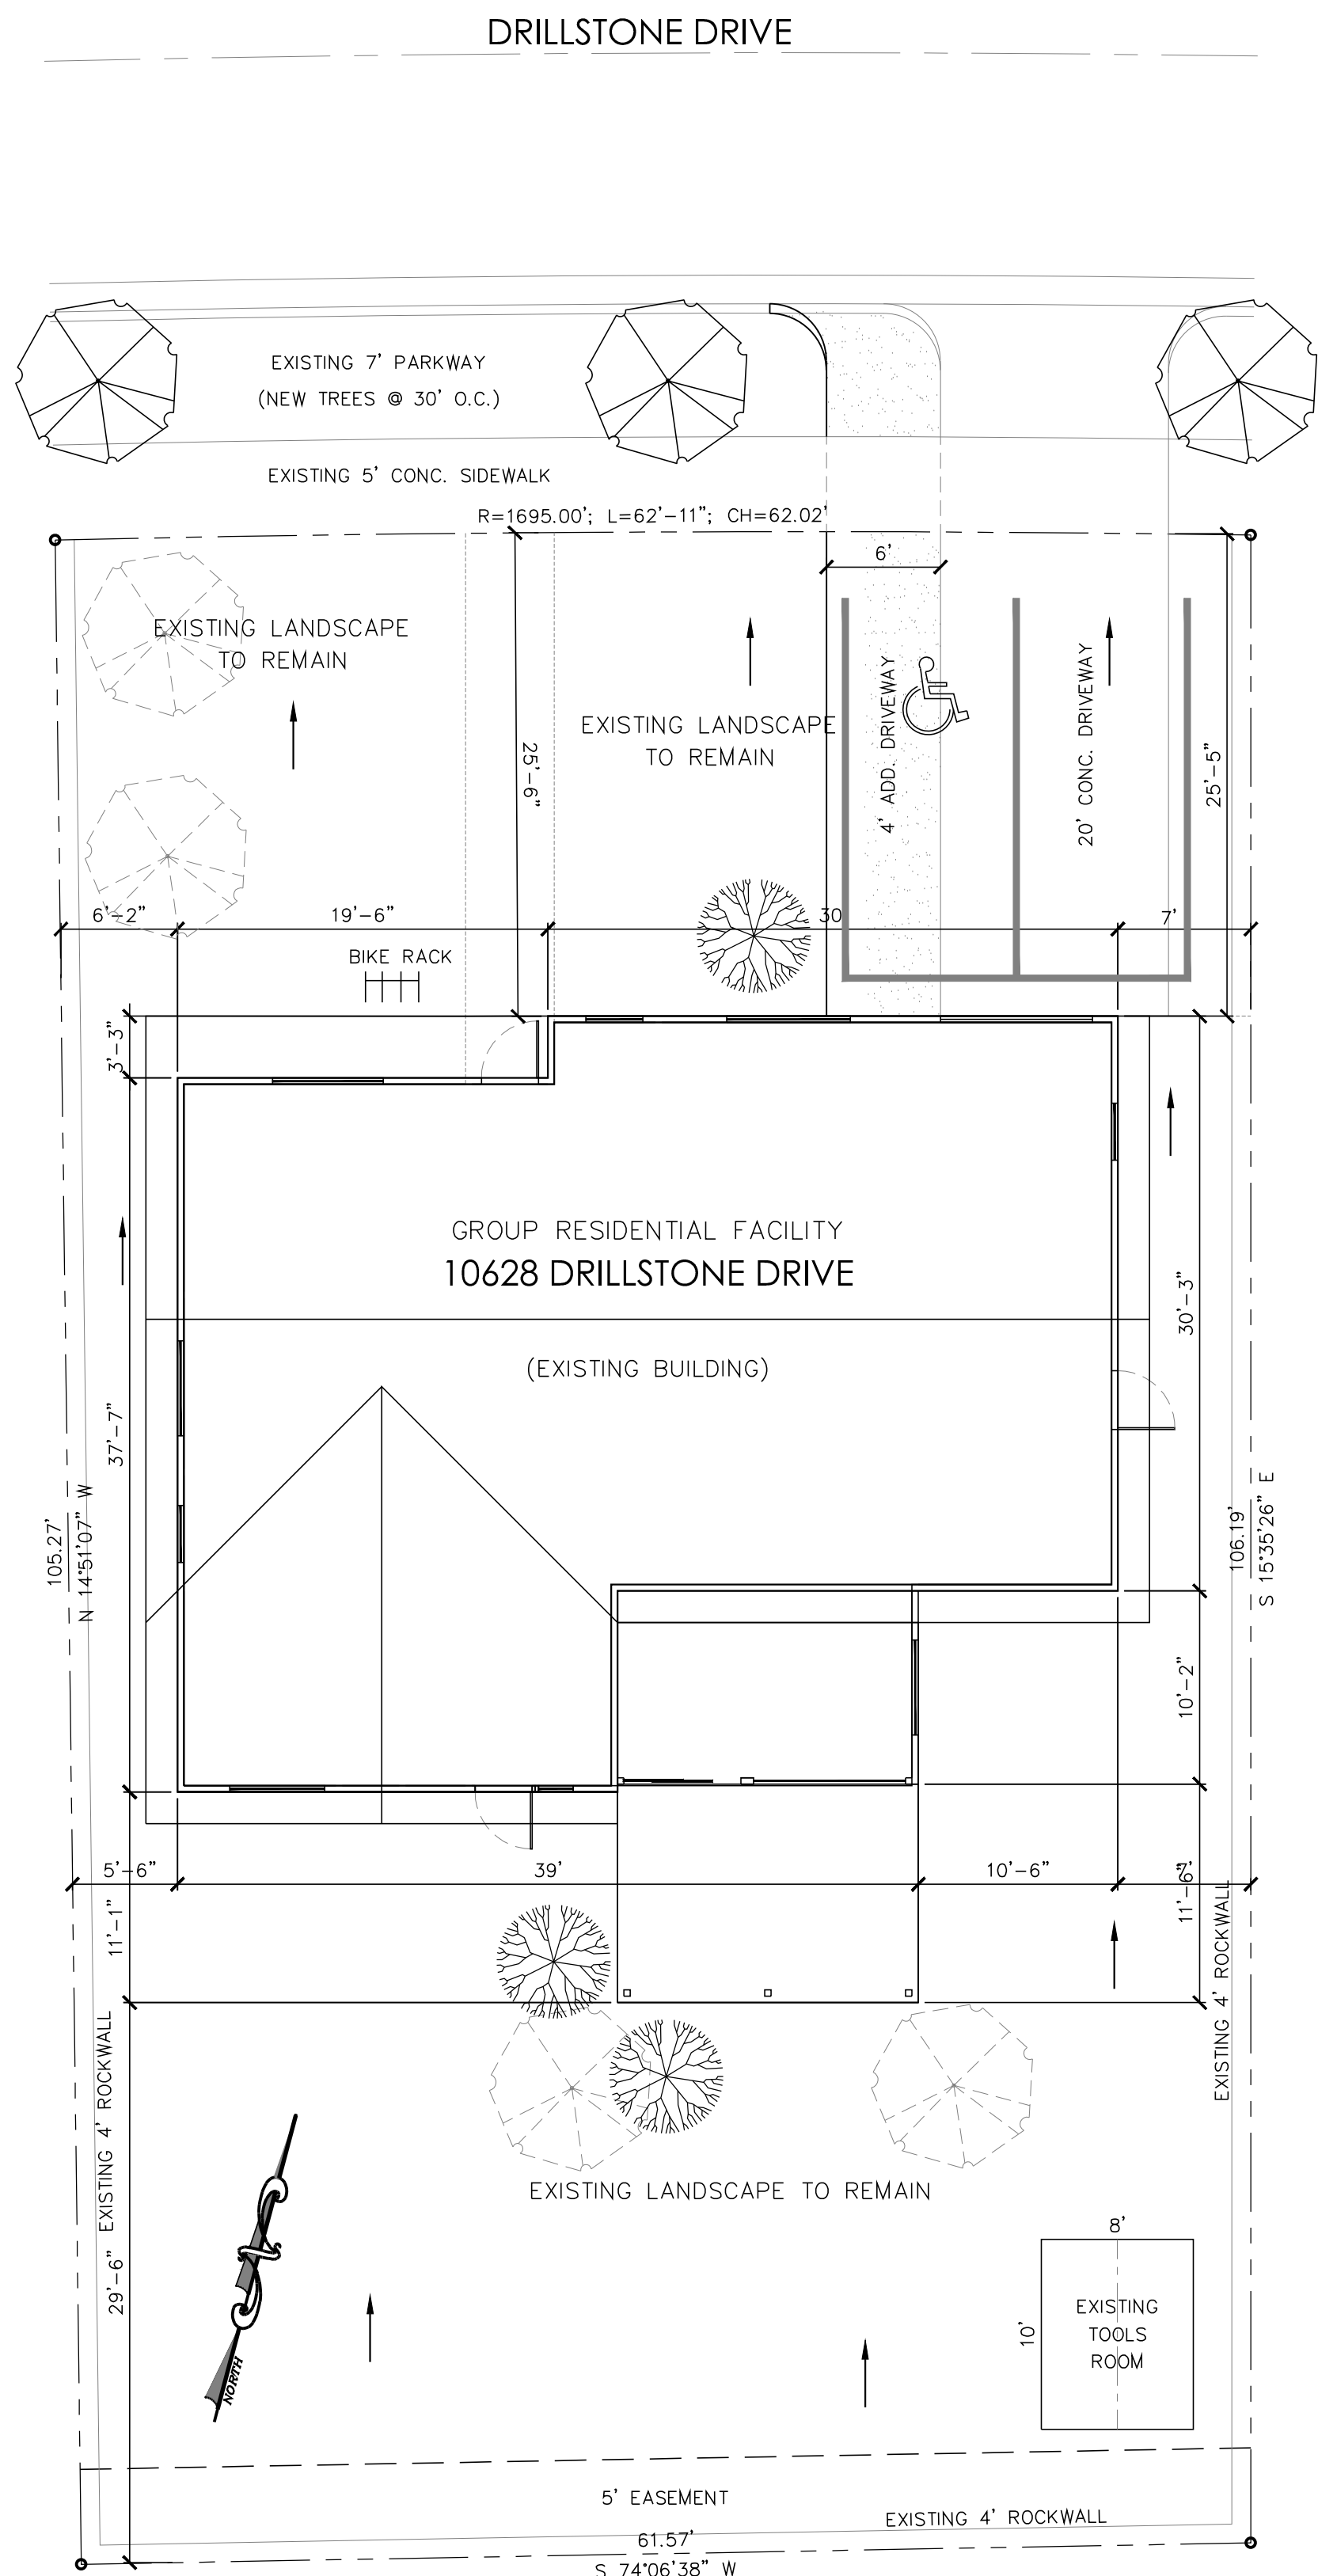 DRILLSTONE DRIVE
EXISTING 7' PARKWAY
(NEW TREES @ 30' O.C.)
EXISTING 5' CONC. SIDEWALK
R=1695.00'; L=62'-11"; CH=62.02'
6'
EXISTING LANDSCAPE
TO REMAIN
EXISTING LANDSCAPE
TO REMAIN
25'-6"
4' ADD. DRIVEWAY
20' CONC. DRIVEWAY
25'-5"
6'-2"
19'-6"
30
7'
BIKE RACK
3'-3"
GROUP RESIDENTIAL FACILITY
10628 DRILLSTONE DRIVE
(EXISTING BUILDING)
30'-3"
37'-7"
105.27'
N 14°51'07" W
106.19'
S 15°35'26" E
10'-2"
5'-6"
39'
10'-6"
7'
11'-6"
11'-1"
EXISTING 4' ROCKWALL
EXISTING 4' ROCKWALL
EXISTING LANDSCAPE TO REMAIN
29'-6"
NORTH
8'
10'
EXISTING
TOOLS
ROOM
5' EASEMENT
EXISTING 4' ROCKWALL
61.57'
S 74°06'38" W